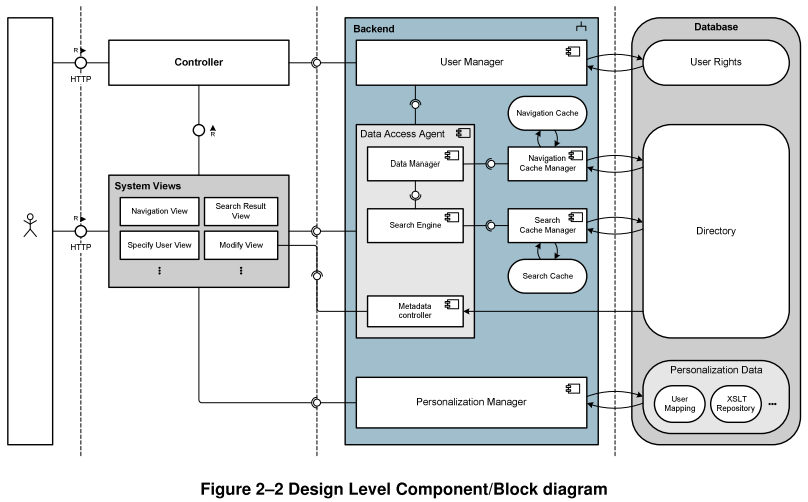 Backend
Database
R
HTTP
Controller
User Manager
User Rights
R
Data Access Agent
Navigation Cache
Data Manager
Navigation
Cache Manager
System Views
Navigation View
Search Result
View
Specify User View
Modify View
R
HTTP
Search Engine
Search
Cache Manager
Directory
Search Cache
Metadata
controller
Personalization Manager
Personalization Data
User
Mapping
XSLT
Repository
...
Figure 2–2 Design Level Component/Block diagram